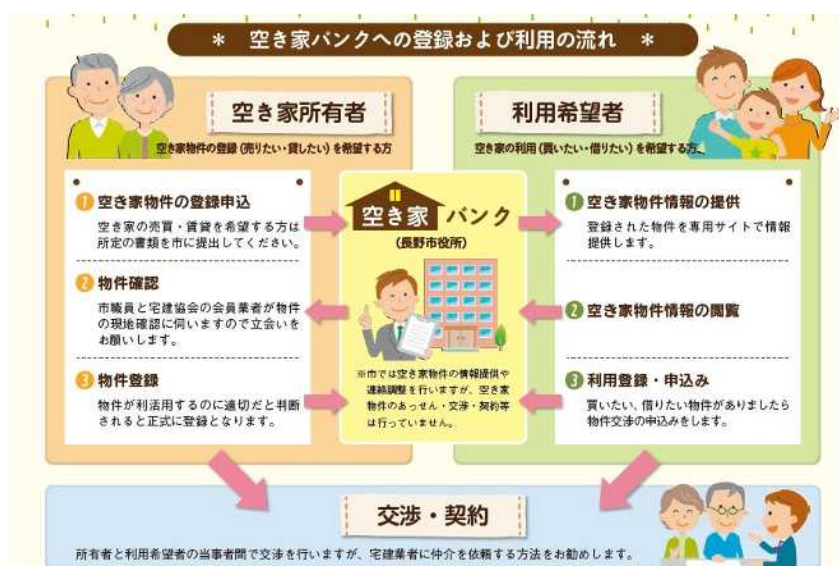 * 空き家バンクへの登録および利用の流れ *
空き家所有者
空き家物件の登録(売りたい・貸したい)を希望する方
1 空き家物件の登録申込
空き家の売買・賃貸を希望する方は
所定の書類を市に提出してください。
2 物件確認
市職員と宅建協会の会員業者が物件
の現地確認に伺いますので立会いを
お願いします。
3 物件登録
物件が利活用するのに適切だと判断
されると正式に登録となります。
空き家バンク
(長野市役所)
※市では空き家物件の情報提供や
連絡調整を行いますが、空き家
物件のあっせん・交渉・契約等
は行っていません。
利用希望者
空き家の利用(買いたい・借りたい)を希望する方
1 空き家物件情報の提供
登録された物件を専用サイトで情報
提供します。
2 空き家物件情報の閲覧
3 利用登録・申込み
買いたい、借りたい物件がありましたら
物件交渉の申込みをします。
交渉・契約
所有者と利用希望者の当事者間で交渉を行いますが、宅建業者に仲介を依頼する方法をお勧めします。